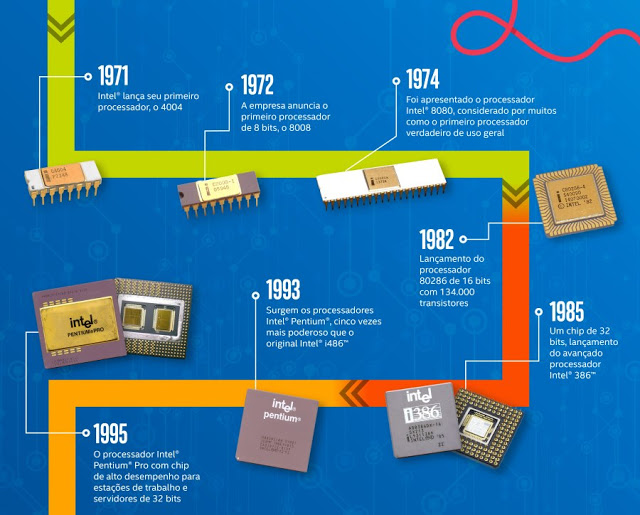 1971
Intel® lança seu primeiro
processador, o 4004
1972
A empresa anuncia o
primeiro processador
de 8 bits, o 8008
1974
Foi apresentado o processador
Intel® 8080, considerado por muitos
como o primeiro processador
verdadeiro de uso geral
1982
Lançamento do
processador
80286 de 16 bits
com 134.000
transistores
INTEL '82
1985
Um chip de 32
bits, lançamento
do avançado
processador
Intel® 386™
intel
i386
1993
Surgem os processadores
Intel® Pentium®, cinco vezes
mais poderoso que o
original Intel® i486™
intel®
pentium®
intel
PENTIUM®PRO
1995
O processador Intel®
Pentium® Pro com chip
de alto desempenho para
estações de trabalho e
servidores de 32 bits